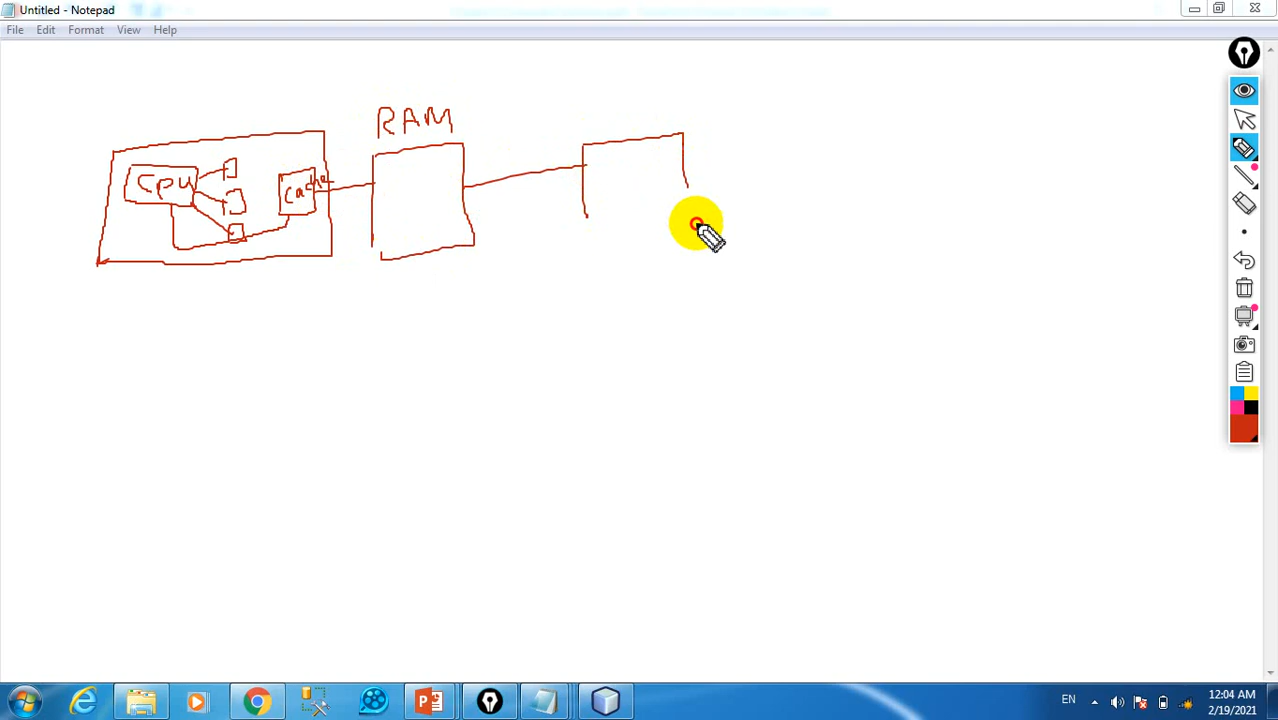 Untitled - Notepad
File Edit Format View Help
RAM
CPU
Cache
EN
12:04 AM
2/19/2021